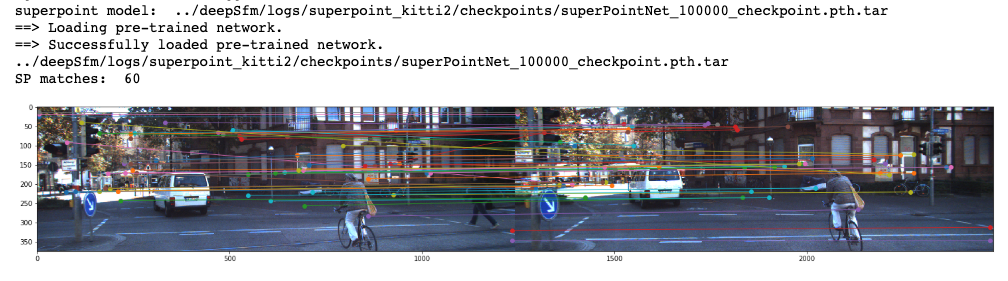 superpoint model:  ../deepSfm/logs/superpoint_kitti2/checkpoints/superPointNet_100000_checkpoint.pth.tar
==> Loading pre-trained network.
==> Successfully loaded pre-trained network.
../deepSfm/logs/superpoint_kitti2/checkpoints/superPointNet_100000_checkpoint.pth.tar
SP matches:  60
0
50
100
150
200
250
300
350
0
500
1000
1500
2000